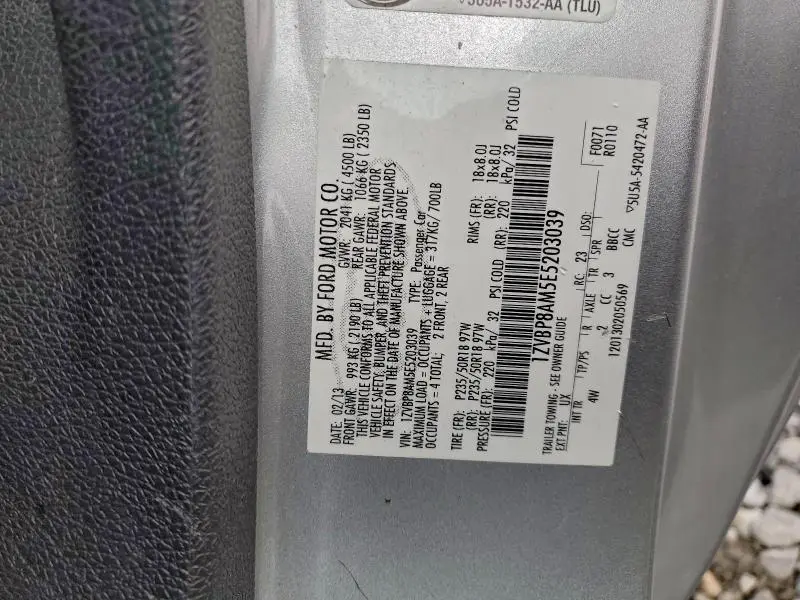 ▽5U5A-1532-AA (TLU)
MFD. BY FORD MOTOR CO.
DATE: 02/13 GVWR: 2041 KG ( 4500 LB)
FRONT GAWR: 993 KG ( 2190 LB) REAR GAWR: 1066 KG ( 2350 LB)
THIS VEHICLE CONFORMS TO ALL APPLICABLE FEDERAL MOTOR
VEHICLE SAFETY, BUMPER, AND THEFT PREVENTION STANDARDS
IN EFFECT ON THE DATE OF MANUFACTURE SHOWN ABOVE.
VIN: 1ZVBP8AM5E5203039 TYPE: Passenger Car
MAXIMUM LOAD = OCCUPANTS + LUGGAGE = 317KG/ 700LB
OCCUPANTS = 4 TOTAL; 2 FRONT, 2 REAR
TIRE (FR): P235/50R18 97W RIMS (FR): 18x8.0J
(RR): P235/50R18 97W (RR): 18x8.0J
PRESSURE (FR): 220 kPa/ 32 PSI COLD (RR): 220 kPa/ 32 PSI COLD
1ZVBP8AM5E5203039
TRAILER TOWING - SEE OWNER GUIDE F0071
EXT PNT: UX RC: 23 DSO: R0110
INT TR TP/PS R AXLE TR SPR
4W 2 CC 3 BBCC
1201302050569 CMC ▽5U5A-5420472-AA